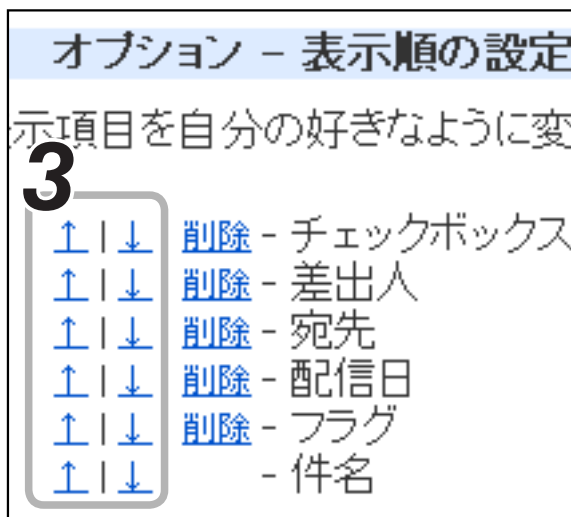 オプション - 表示順の設定
示項目を自分の好きなように変
3
↑ | ↓ 削除 - チェックボックス
↑ | ↓ 削除 - 差出人
↑ | ↓ 削除 - 宛先
↑ | ↓ 削除 - 配信日
↑ | ↓ 削除 - フラグ
↑ | ↓ - 件名